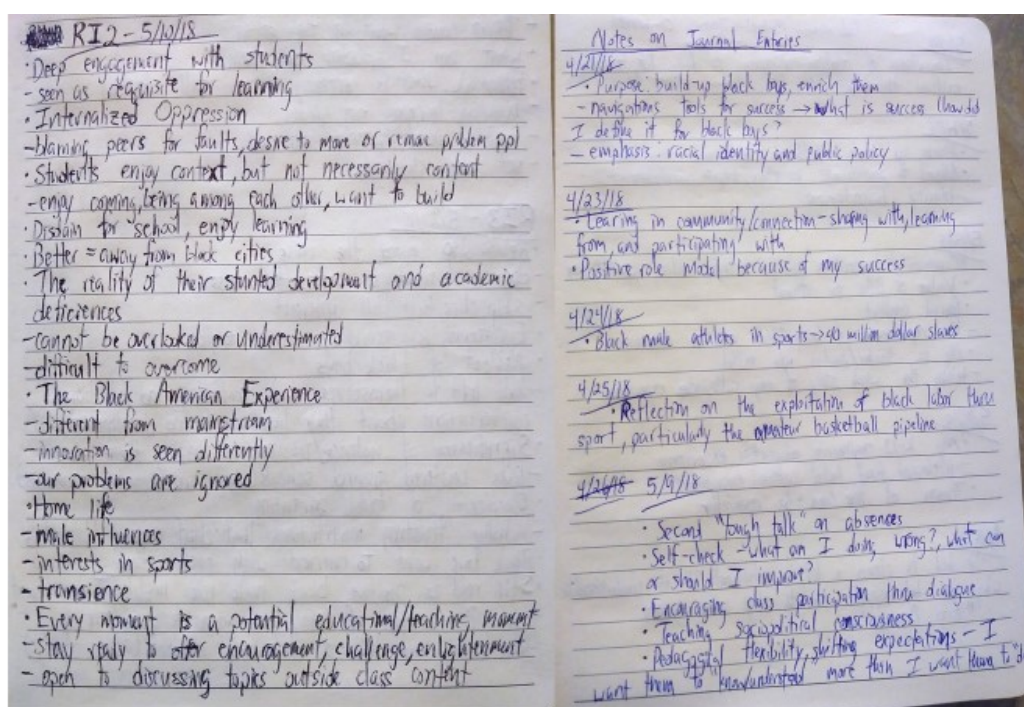 RI2 - 5/10/18
• Deep engagement with students
- seen as requisite for learning
• Internalized Oppression
- blaming peers for faults, desire to move or remove problem ppl
• Students enjoy context, but not necessarily content
- enjoy coming, being among each other, want to build
• Disdain for school, enjoy learning
• Better = away from black cities
• The reality of their stunted development and academic
deficiences
- cannot be overlooked or underestimated
- difficult to overcome
• The Black American Experience
- different from mainstream
- innovation is seen differently
- our problems are ignored
• Home life
- male influences
- interests in sports
- transience
• Every moment is a potential educational/teaching moment
- stay ready to offer encouragement, challenge, enlightenment
- open to discussing topics outside class content
Notes on Journal Entries
4/21/18
• Purpose: build-up black boys, enrich them
- navigations tools for success → what is success (how do
I define it for black boys?
- emphasis: racial identity and public policy
4/23/18
• Learing in community/connection - sharing with, learning
from and participating with
• Positive role model because of my success
4/24/18
• Black male athletes in sports → 40 million dollar slaves
4/25/18
• Reflection on the exploitation of black labor thru
sport, particularly the amateur basketball pipeline
4/26/18 5/9/18
• Second "tough talk" on absences
• Self-check - what am I doing wrong?, what can
or should I improve?
• Encouraging class participation thru dialogue
• Teaching sociopolitical consciousness
• Pedagogical flexibility, shifting expectations - I
want them to "know/understand" more than I want them to